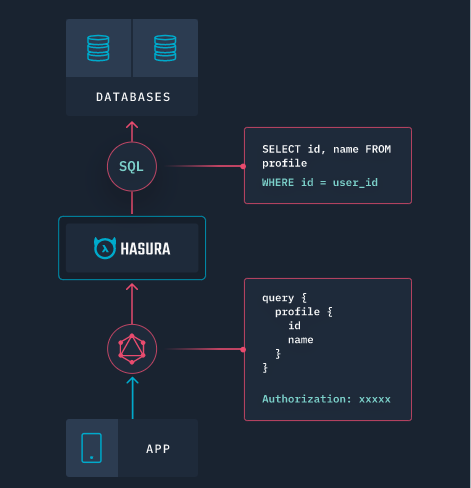 DATABASES
SQL
SELECT id, name FROM
profile
WHERE id = user_id
HASURA
query {
  profile {
    id
    name
  }
}
Authorization: xxxxx
APP